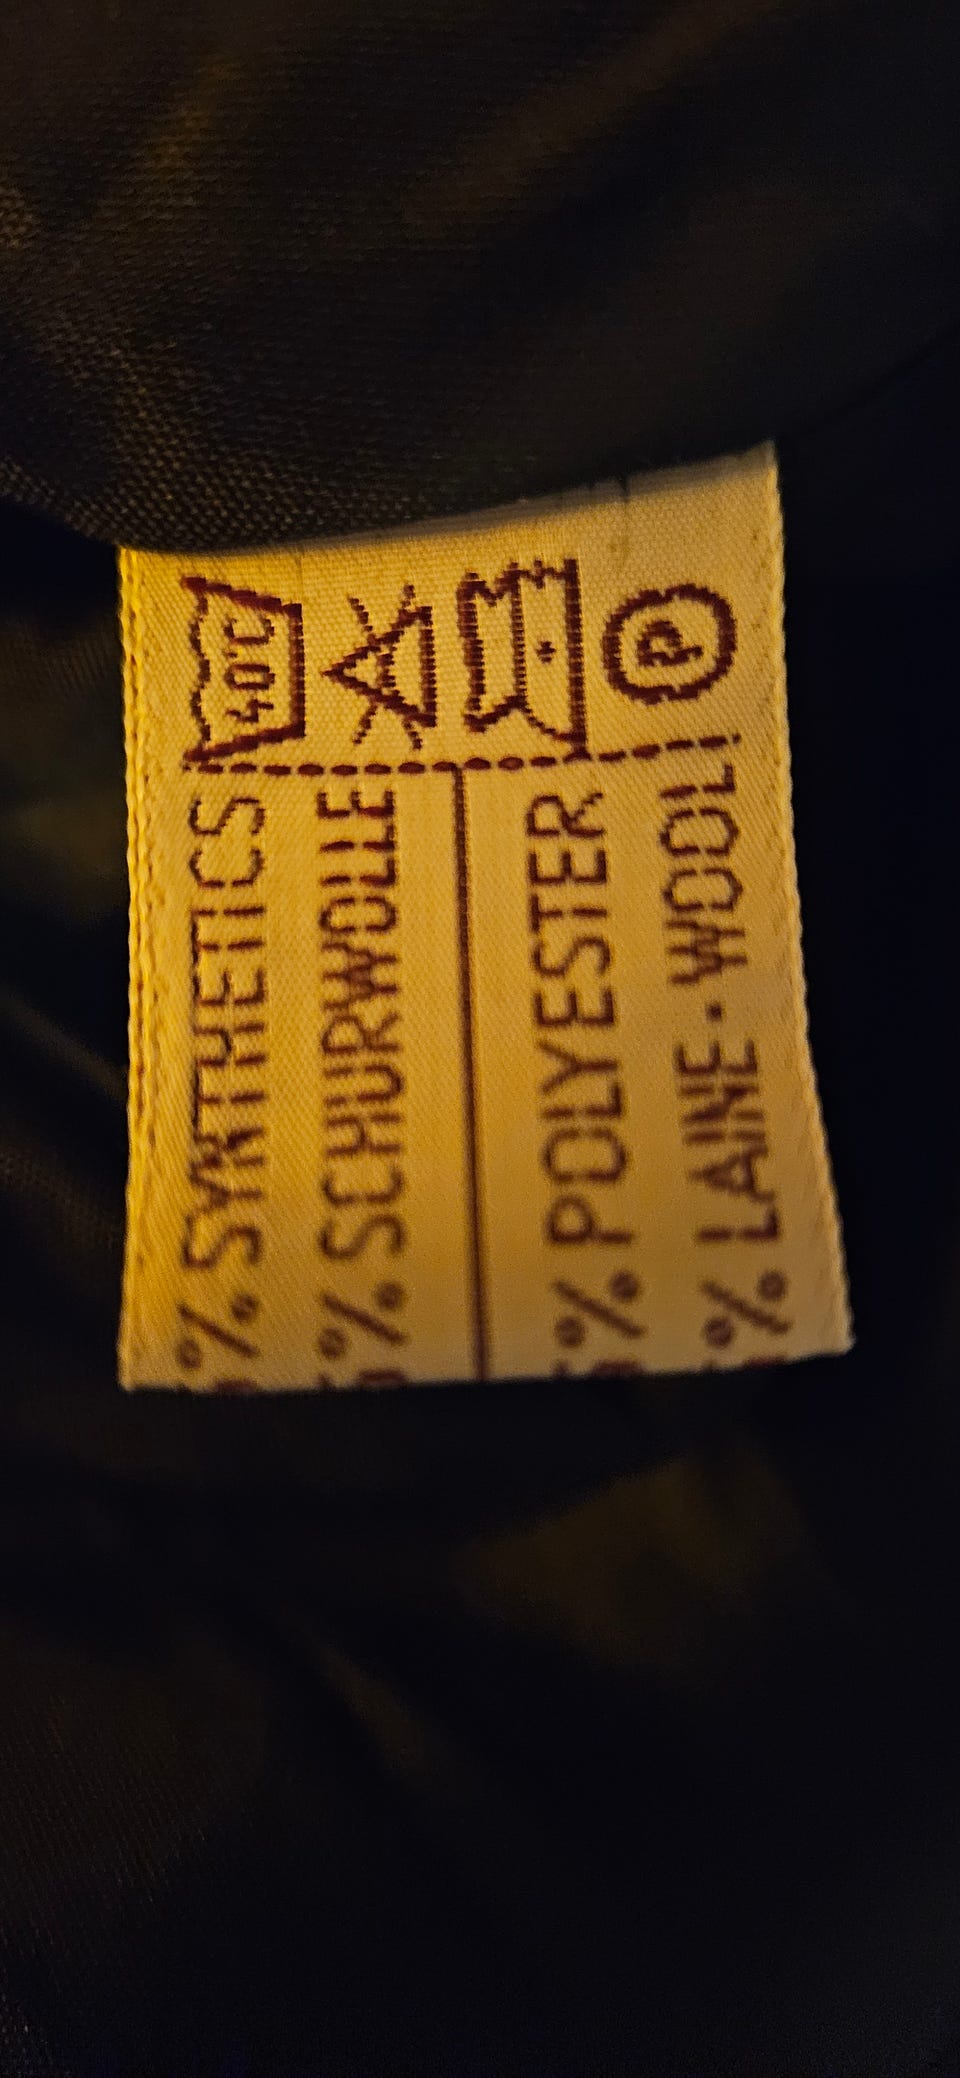 40°C P
% SYNTHETICS
% SCHURWOLLE
% POLYESTER
% LAINE · WOOL